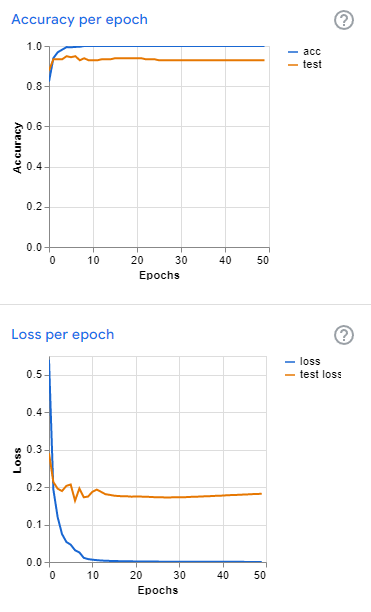 Accuracy per epoch
?
1.0
0.8
0.6
0.4
0.2
0.0
Accuracy
0 10 20 30 40 50
Epochs
acc
test
Loss per epoch
?
0.5
0.4
0.3
0.2
0.1
0.0
Loss
0 10 20 30 40 50
Epochs
loss
test loss